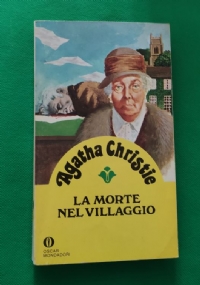 Agatha Christie
LA MORTE
NEL VILLAGGIO
OSCAR
MONDADORI